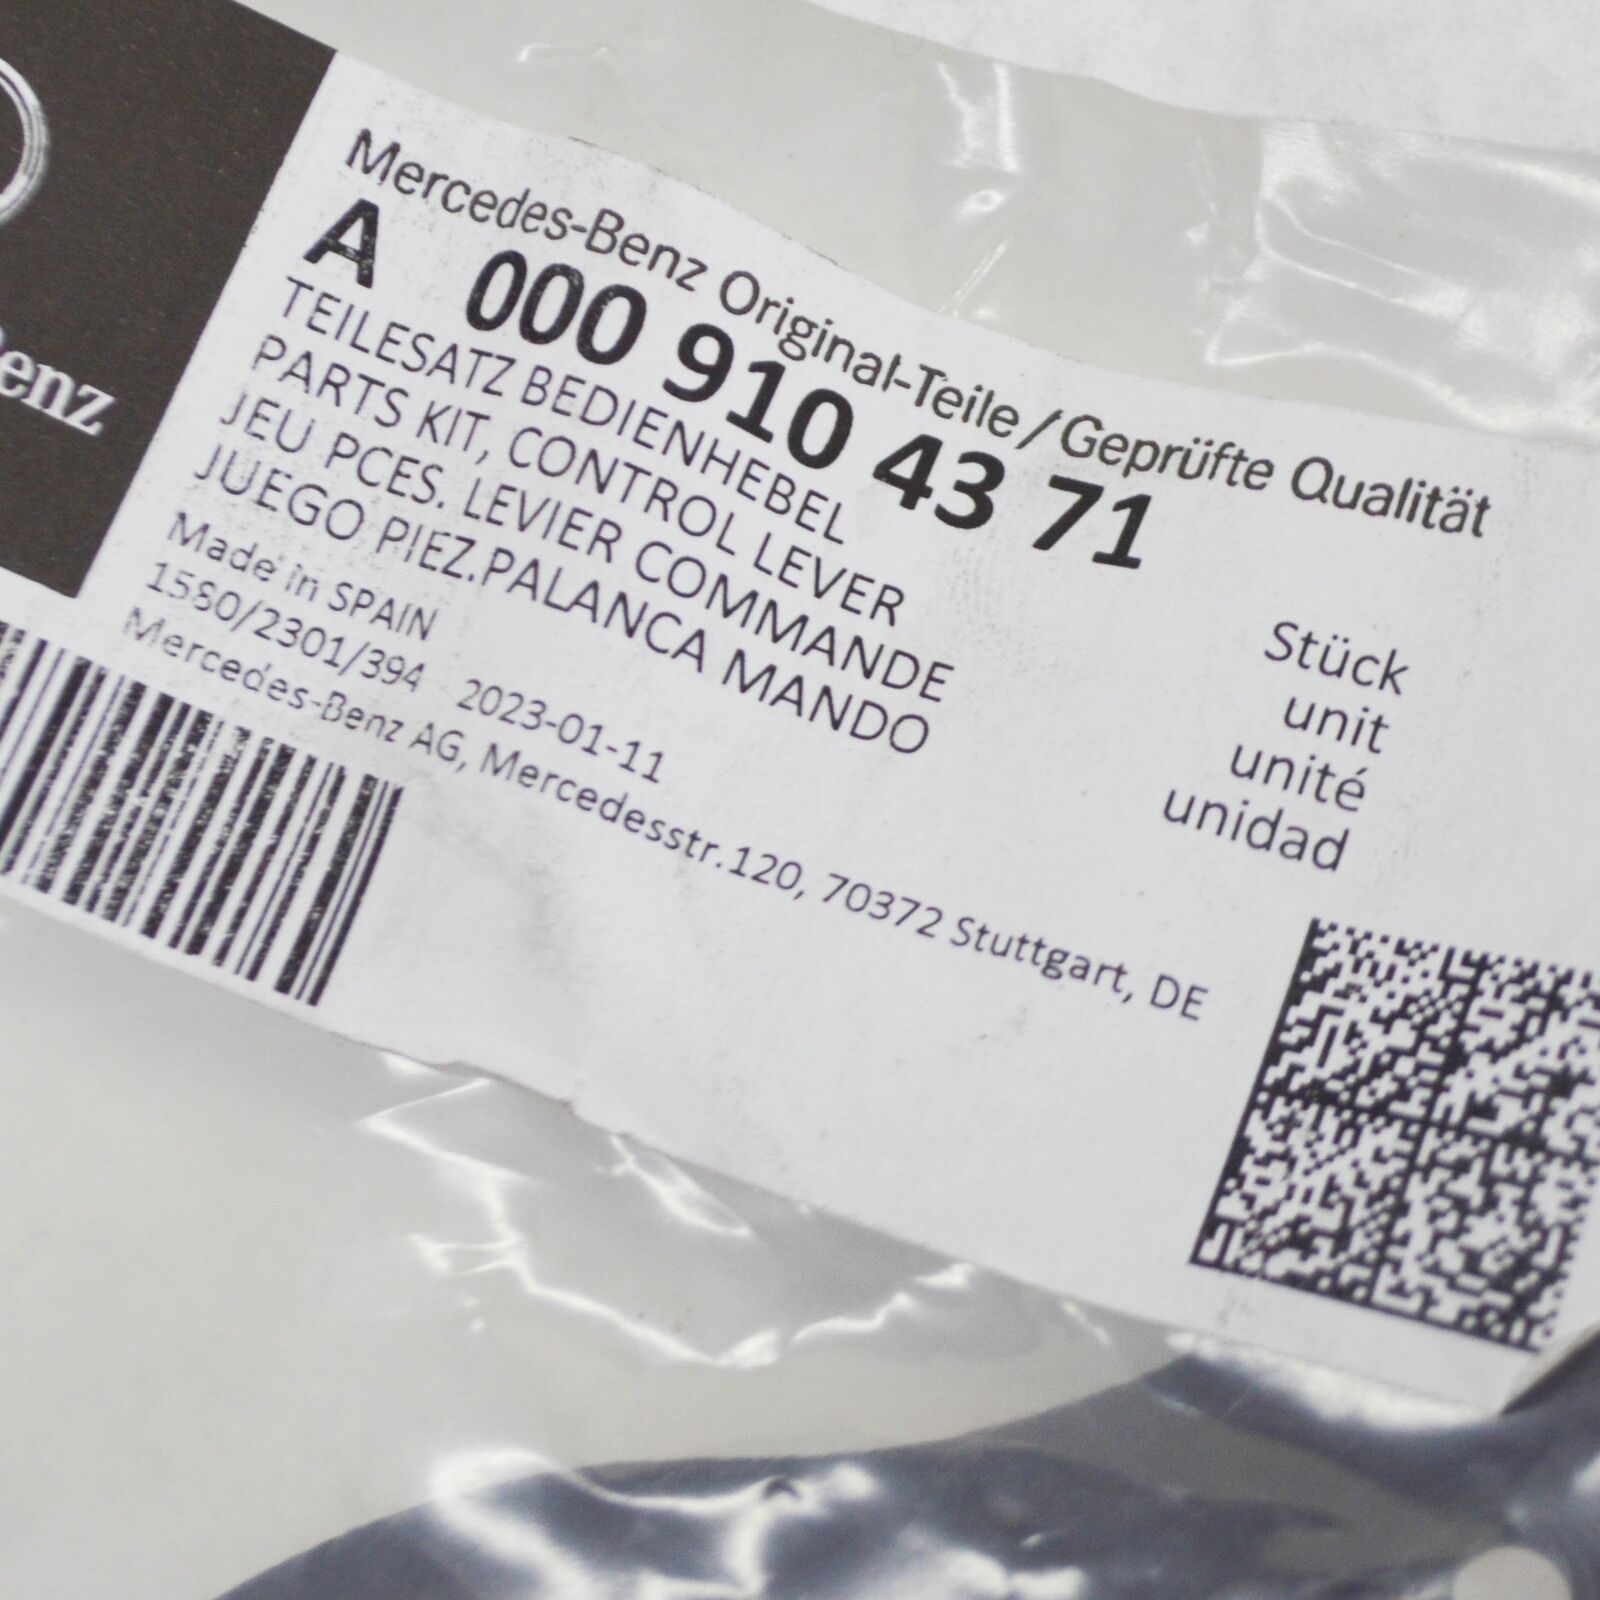 Mercedes-Benz Original-Teile / Geprüfte Qualität
A 000 910 43 71
TEILESATZ BEDIENHEBEL
PARTS KIT, CONTROL LEVER
JEU PCES. LEVIER COMMANDE
JUEGO PIEZ.PALANCA MANDO
Stück
unit
unité
unidad
Made in SPAIN
1580/2301/394 2023-01-11
Mercedes-Benz AG, Mercedesstr.120, 70372 Stuttgart, DE
Benz